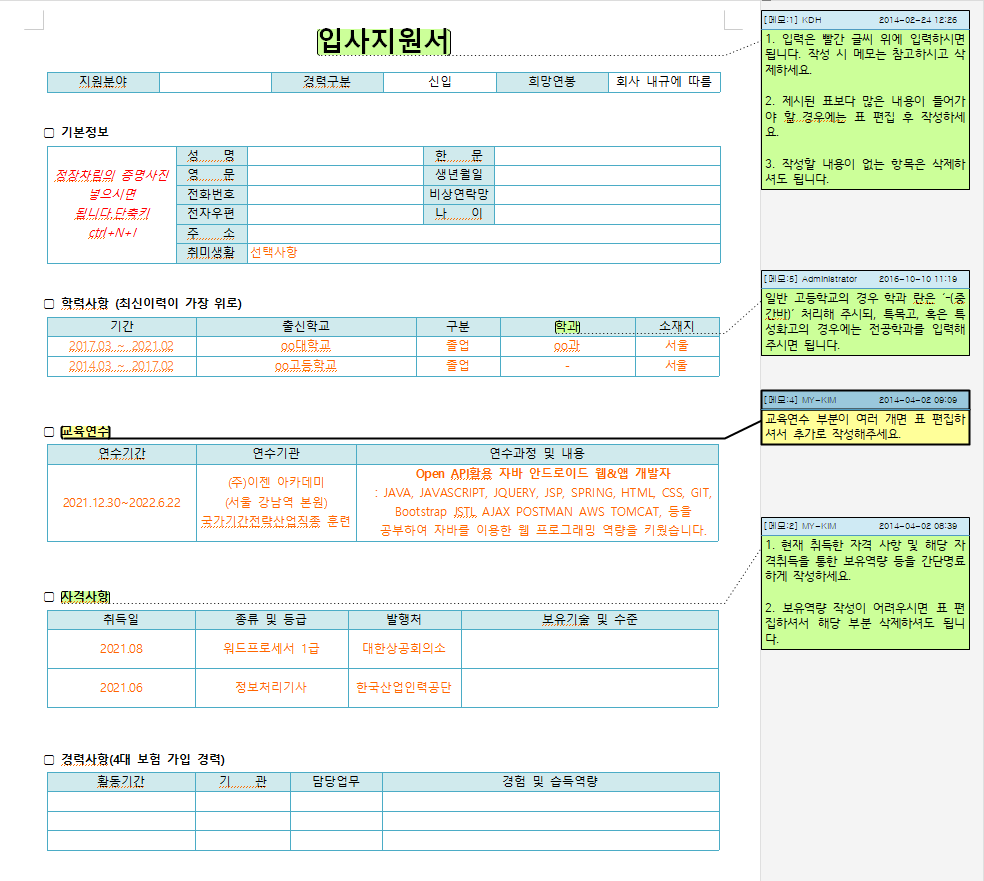 입사지원서
지원분야 경력구분 신입 희망연봉 회사 내규에 따름
□ 기본정보
정장차림의 증명사진
넣으시면
됩니다.단축키
ctrl+N+I
성 명 한 문
영 문 생년월일
전화번호 비상연락망
전자우편 나 이
주 소
취미생활 선택사항
□ 학력사항 (최신이력이 가장 위로)
기간 출신학교 구분 학과 소재지
2017.03 ~ 2021.02 oo대학교 졸업 oo과 서울
2014.03 ~ 2017.02 oo고등학교 졸업 - 서울
□ 교육연수
연수기간 연수기관 연수과정 및 내용
2021.12.30~2022.6.22
(주)이젠 아카데미
(서울 강남역 본원)
국가기간전략산업직종 훈련
Open API활용 자바 안드로이드 웹&앱 개발자
: JAVA, JAVASCRIPT, JQUERY, JSP, SPRING, HTML, CSS, GIT,
Bootstrap JSTL AJAX POSTMAN AWS TOMCAT, 등을
공부하여 자바를 이용한 웹 프로그래밍 역량을 키웠습니다.
□ 자격사항
취득일 종류 및 등급 발행처 보유기술 및 수준
2021.08 워드프로세서 1급 대한상공회의소
2021.06 정보처리기사 한국산업인력공단
□ 경력사항(4대 보험 가입 경력)
활동기간 기 관 담당업무 경험 및 습득역량
[메모:1] KDH 2014-02-24 12:26
1. 입력은 빨간 글씨 위에 입력하시면
됩니다. 작성 시 메모는 참고하시고 삭
제하세요.
2. 제시된 표보다 많은 내용이 들어가
야 할 경우에는 표 편집 후 작성하세
요.
3. 작성할 내용이 없는 항목은 삭제하
셔도 됩니다.
[메모:5] Administrator 2016-10-10 11:19
일반 고등학교의 경우 학과 란은 '-(중
간바)' 처리해 주시되, 특목고, 혹은 특
성화고의 경우에는 전공학과를 입력해
주시면 됩니다.
[메모:4] MY-KIM 2014-04-02 09:09
교육연수 부분이 여러 개면 표 편집하
셔서 추가로 작성해주세요.
[메모:2] MY-KIM 2014-04-02 08:39
1. 현재 취득한 자격 사항 및 해당 자
격취득을 통한 보유역량 등을 간단명료
하게 작성하세요.
2. 보유역량 작성이 어려우시면 표 편
집하셔서 해당 부분 삭제하셔도 됩니
다.